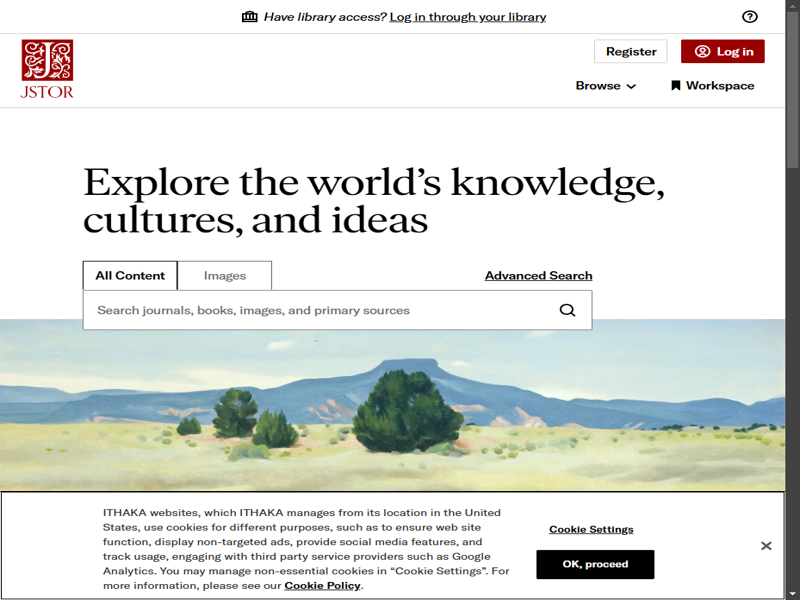 Have library access? Log in through your library
Register
Log in
JSTOR
Browse
Workspace
Explore the world's knowledge,
cultures, and ideas
All Content
Images
Advanced Search
Search journals, books, images, and primary sources
ITHAKA websites, which ITHAKA manages from its location in the United
States, use cookies for different purposes, such as to ensure web site
function, display non-targeted ads, provide social media features, and
track usage, engaging with third party service providers such as Google
Analytics. You may manage non-essential cookies in “Cookie Settings”. For
more information, please see our Cookie Policy.
Cookie Settings
OK, proceed